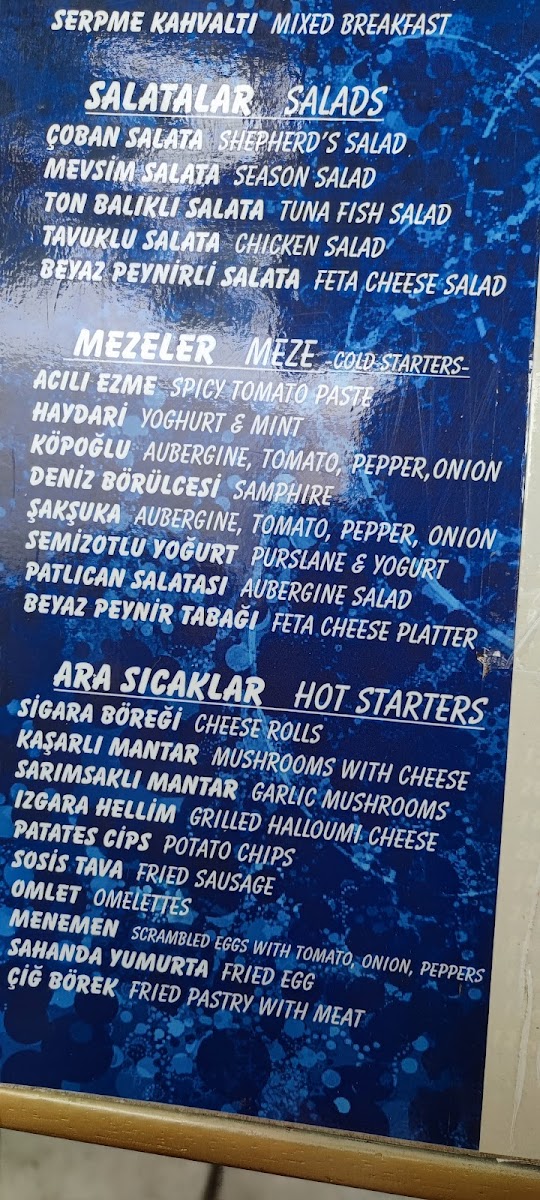 SERPME KAHVALTI MIXED BREAKFAST
SALATALAR SALADS
ÇOBAN SALATA SHEPHERD'S SALAD
MEVSİM SALATA SEASON SALAD
TON BALIKLI SALATA TUNA FISH SALAD
TAVUKLU SALATA CHICKEN SALAD
BEYAZ PEYNİRLİ SALATA FETA CHEESE SALAD
MEZELER MEZE -COLD STARTERS-
ACILI EZME SPICY TOMATO PASTE
HAYDARİ YOGHURT & MINT
KÖPOĞLU AUBERGINE, TOMATO, PEPPER,ONION
DENİZ BÖRÜLCESİ SAMPHIRE
ŞAKŞUKA AUBERGINE, TOMATO, PEPPER, ONION
SEMİZOTLU YOĞURT PURSLANE & YOGURT
PATLICAN SALATASI AUBERGINE SALAD
BEYAZ PEYNİR TABAĞI FETA CHEESE PLATTER
ARA SICAKLAR HOT STARTERS
SİGARA BÖREĞİ CHEESE ROLLS
KAŞARLI MANTAR MUSHROOMS WITH CHEESE
SARIMSAKLI MANTAR GARLIC MUSHROOMS
IZGARA HELLİM GRILLED HALLOUMI CHEESE
PATATES CİPS POTATO CHIPS
SOSİS TAVA FRIED SAUSAGE
OMLET OMELETTES
MENEMEN SCRAMBLED EGGS WITH TOMATO, ONION, PEPPERS
SAHANDA YUMURTA FRIED EGG
ÇİĞ BÖREK FRIED PASTRY WITH MEAT